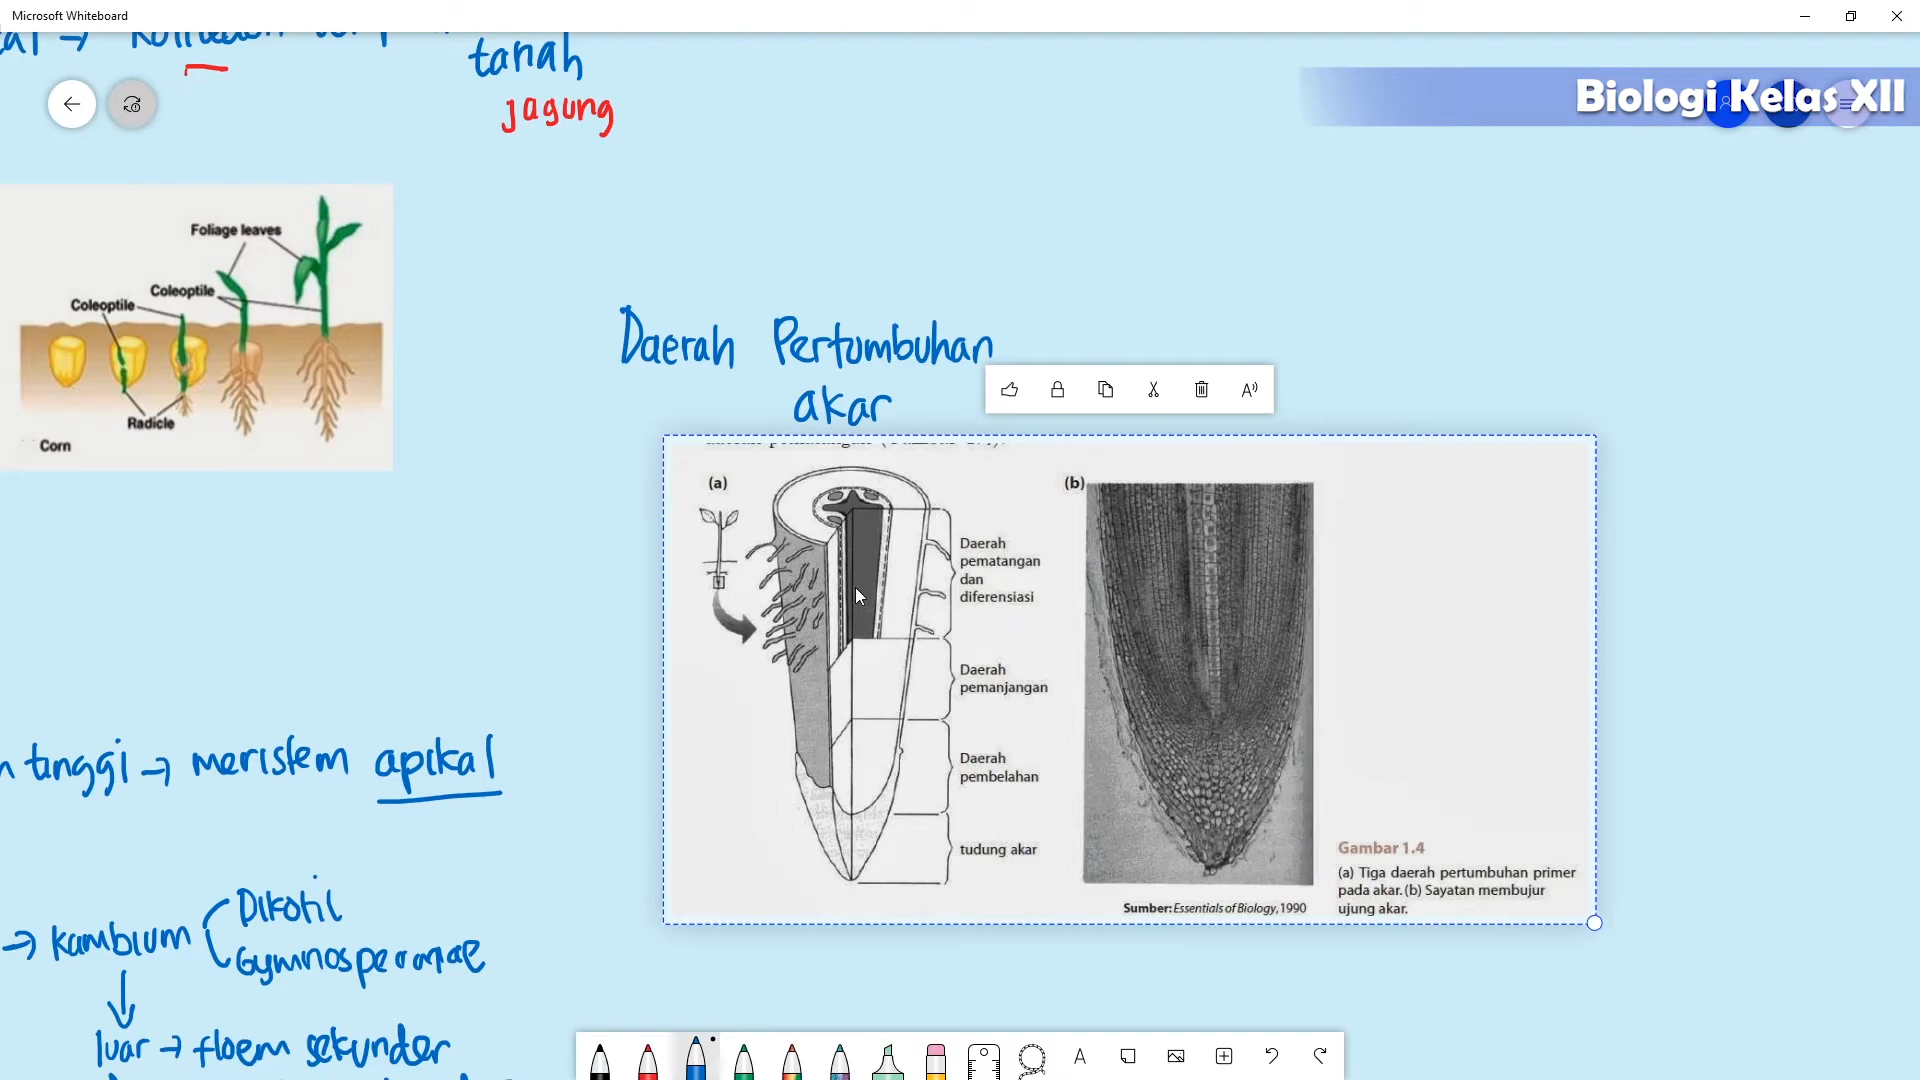 Microsoft Whiteboard
tanah
jagung
Biologi Kelas XII
Foliage leaves
Coleoptile
Coleoptile
Radicle
Corn
Daerah Pertumbuhan
akar
(a)
(b)
Daerah
pematangan
dan
diferensiasi
Daerah
pemanjangan
Daerah
pembelahan
tudung akar
Sumber: Essentials of Biology, 1990
Gambar 1.4
(a) Tiga daerah pertumbuhan primer
pada akar. (b) Sayatan membujur
ujung akar.
tinggi → meristem apikal
→ kambium
Dikotil
Gymnospermae
luar → floem sekunder